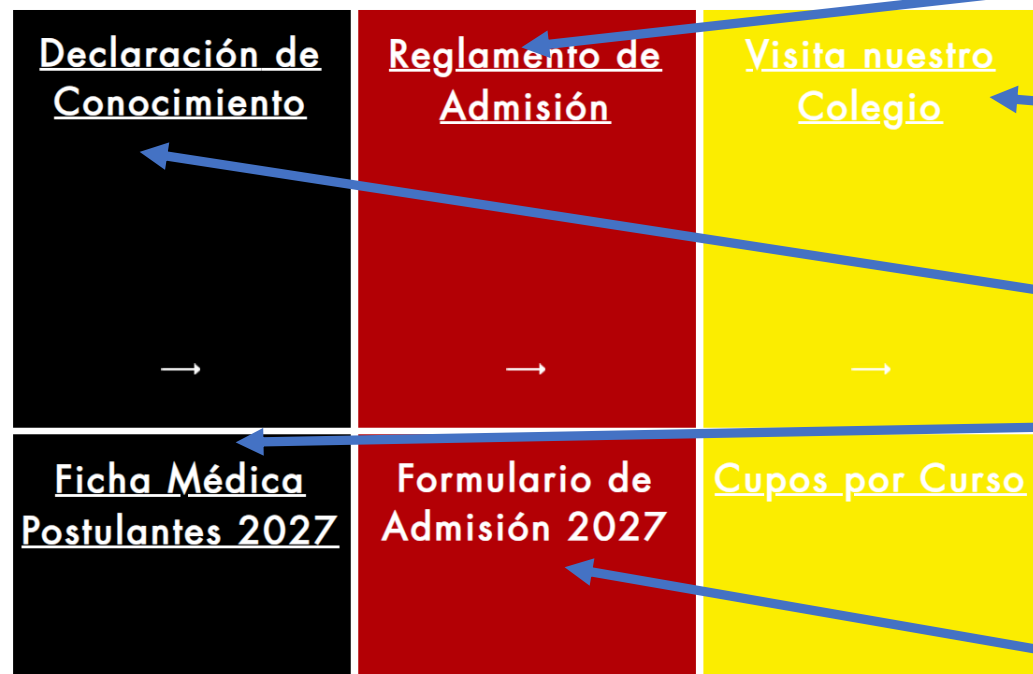 Declaración de
Conocimiento
Reglamento de
Admisión
Visita nuestro
Colegio
Ficha Médica
Postulantes 2027
Formulario de
Admisión 2027
Cupos por Curso